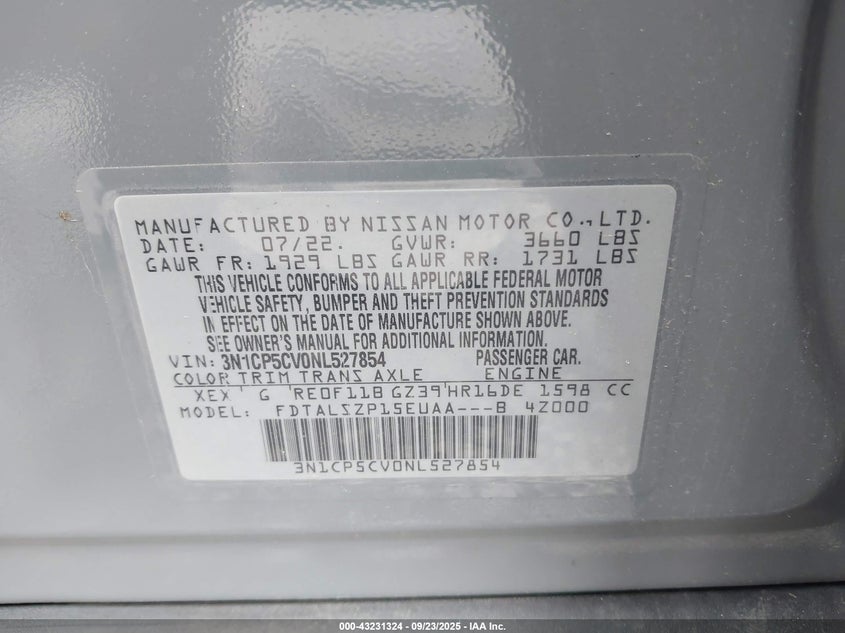 MANUFACTURED BY NISSAN MOTOR CO., LTD.
DATE: 07/22. GVWR: 3660 LBS
GAWR FR: 1929 LBS GAWR RR: 1731 LBS
THIS VEHICLE CONFORMS TO ALL APPLICABLE FEDERAL MOTOR
VEHICLE SAFETY, BUMPER AND THEFT PREVENTION STANDARDS
IN EFFECT ON THE DATE OF MANUFACTURE SHOWN ABOVE.
SEE OWNER'S MANUAL FOR ADDITIONAL INFORMATION.
VIN: 3N1CP5CV0NL527854 PASSENGER CAR.
COLOR TRIM TRANS AXLE ENGINE
XEX G RE0F11B GZ39 HR16DE 1598 CC
MODEL: FDTALSZP15EUAA---B 4Z000
3N1CP5CV0NL527854
000-43231324 - 09/23/2025 - IAA Inc.